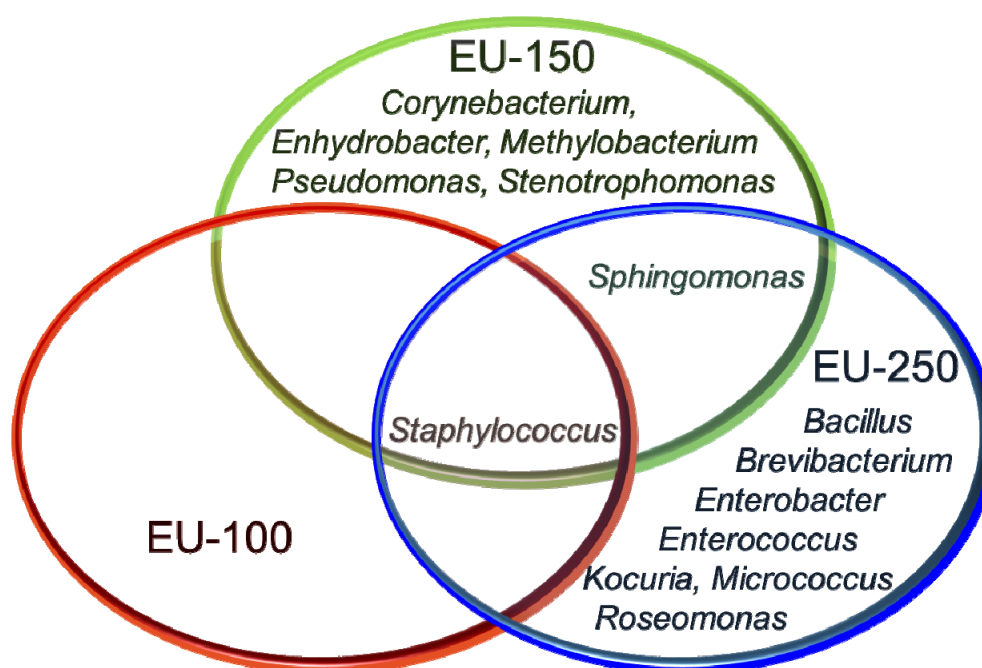 EU-150
Corynebacterium,
Enhydrobacter, Methylobacterium
Pseudomonas, Stenotrophomonas
Sphingomonas
EU-250
Bacillus
Staphylococcus
Brevibacterium
Enterobacter
EU-100
Enterococcus
Kocuria, Micrococcus
Roseomonas